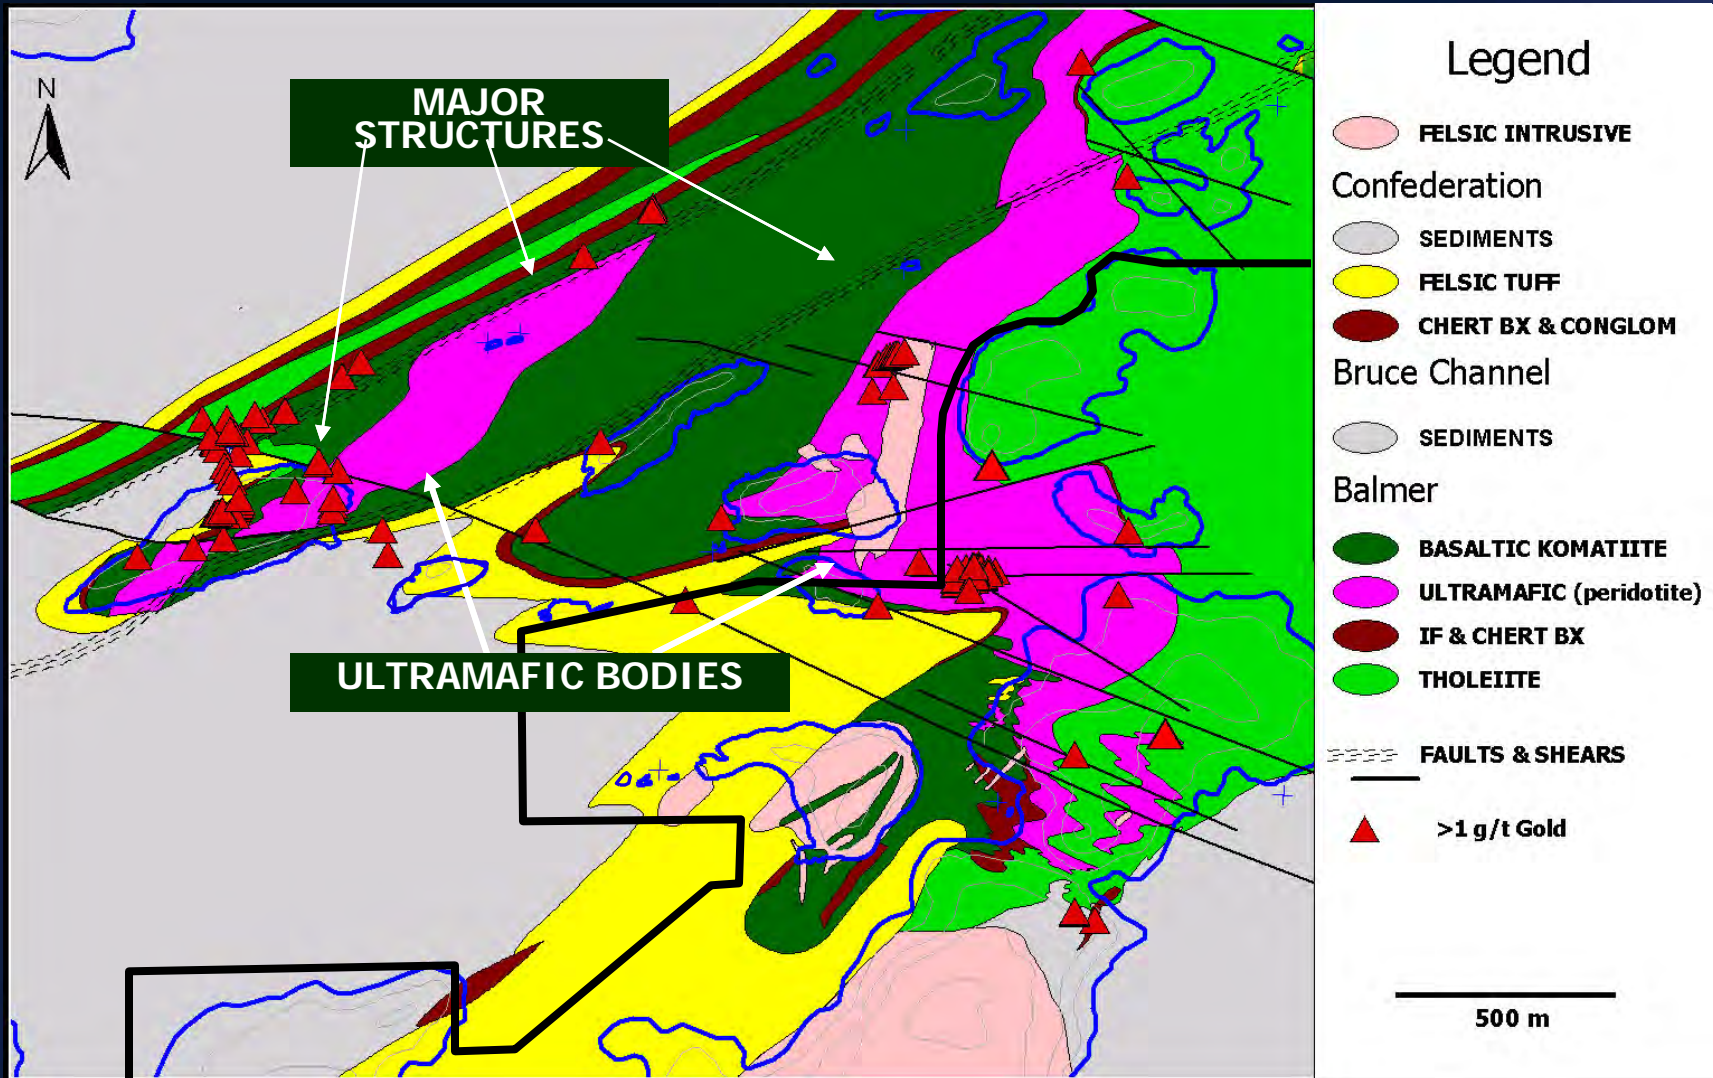 N
MAJOR
STRUCTURES
ULTRAMAFIC BODIES
Legend
FELSIC INTRUSIVE
Confederation
SEDIMENTS
FELSIC TUFF
CHERT BX & CONGLOM
Bruce Channel
SEDIMENTS
Balmer
BASALTIC KOMATIITE
ULTRAMAFIC (peridotite)
IF & CHERT BX
THOLEIITE
FAULTS & SHEARS
>1 g/t Gold
500 m